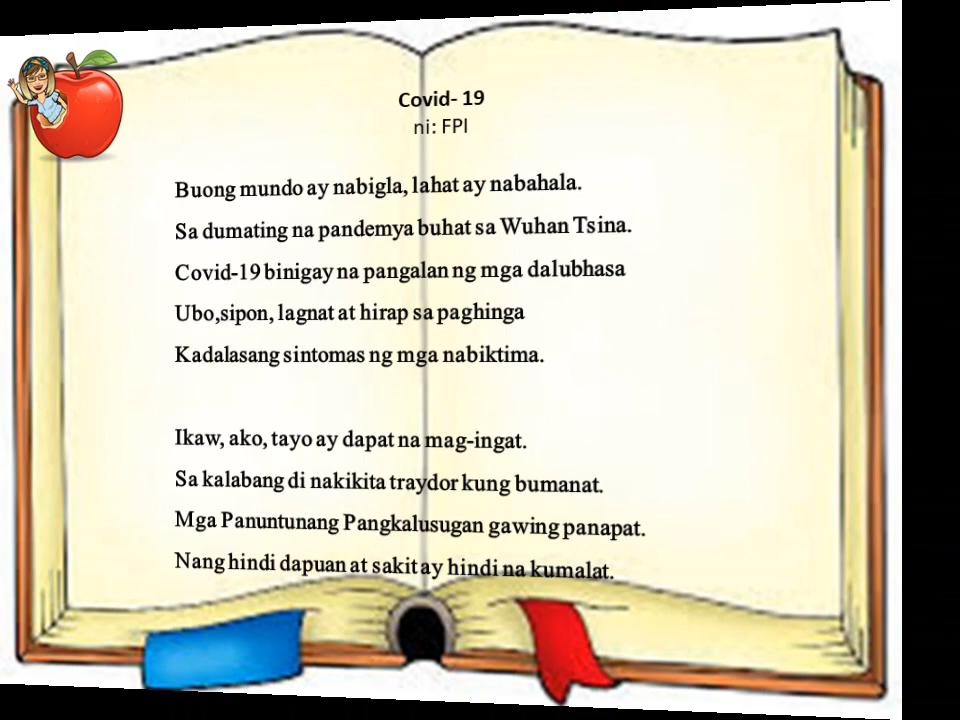 Covid- 19
ni: FPI
Buong mundo ay nabigla, lahat ay nabahala.
Sa dumating na pandemya buhat sa Wuhan Tsina.
Covid-19 binigay na pangalan ng mga dalubhasa
Ubo,sipon, lagnat at hirap sa paghinga
Kadalasang sintomas ng mga nabiktima.
Ikaw, ako, tayo ay dapat na mag-ingat.
Sa kalabang di nakikita traydor kung bumanat.
Mga Panuntunang Pangkalusugan gawing panapat.
Nang hindi dapuan at sakit ay hindi na kumalat.